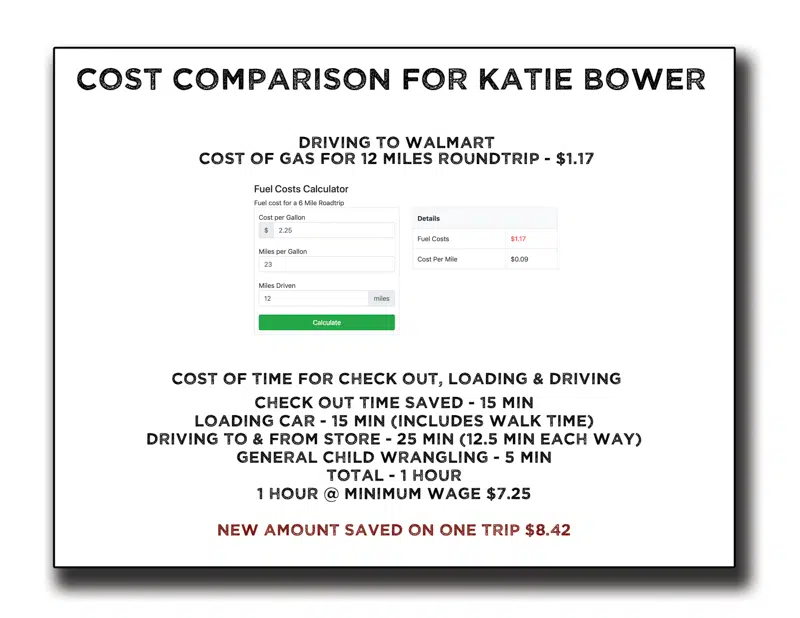 COST COMPARISON FOR KATIE BOWER
DRIVING TO WALMART
COST OF GAS FOR 12 MILES ROUNDTRIP - $1.17
Fuel Costs Calculator
Fuel cost for a 6 Mile Roadtrip
Cost per Gallon
$ 2.25
Miles per Gallon
23
Miles Driven
12 miles
Calculate
Details
Fuel Costs $1.17
Cost Per Mile $0.09
COST OF TIME FOR CHECK OUT, LOADING & DRIVING
CHECK OUT TIME SAVED - 15 MIN
LOADING CAR - 15 MIN (INCLUDES WALK TIME)
DRIVING TO & FROM STORE - 25 MIN (12.5 MIN EACH WAY)
GENERAL CHILD WRANGLING - 5 MIN
TOTAL - 1 HOUR
1 HOUR @ MINIMUM WAGE $7.25
NEW AMOUNT SAVED ON ONE TRIP $8.42